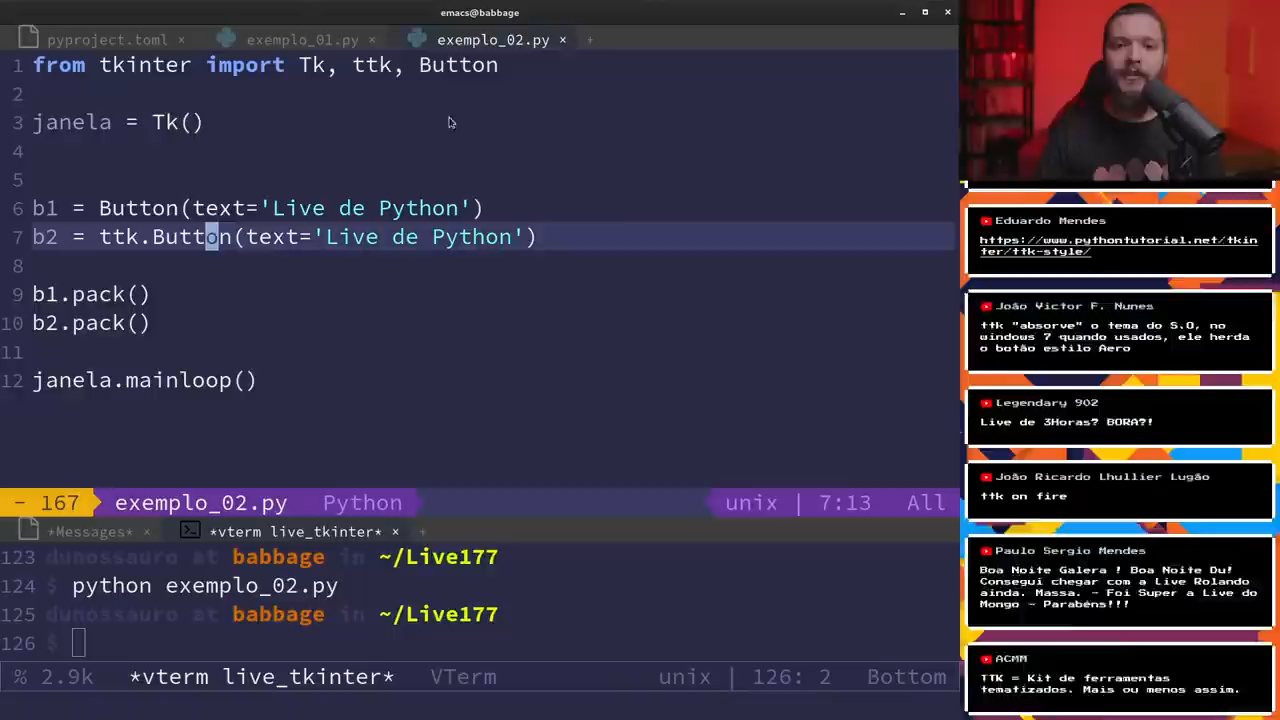 emacs@babbage
pyproject.toml × exemplo_01.py × exemplo_02.py × +
1 from tkinter import Tk, ttk, Button
2
3 janela = Tk()
4
5
6 b1 = Button(text='Live de Python')
7 b2 = ttk.Button(text='Live de Python')
8
9 b1.pack()
10 b2.pack()
11
12 janela.mainloop()
- 167 exemplo_02.py Python unix | 7:13 All
*Messages* × *vterm live_tkinter* × +
123 dunossauro at babbage in ~/Live177
124 $ python exemplo_02.py
125 dunossauro at babbage in ~/Live177
126 $
% 2.9k *vterm live_tkinter* VTerm unix | 126: 2 Bottom
Eduardo Mendes
https://www.pythontutorial.net/tkin
ter/ttk-style/
João Victor F. Nunes
ttk "absorve" o tema do S.O, no
windows 7 quando usados, ele herda
o botão estilo Aero
Legendary 902
Live de 3Horas? BORA?!
João Ricardo Lhullier Lugão
ttk on fire
Paulo Sergio Mendes
Boa Noite Galera ! Boa Noite Du!
Consegui chegar com a Live Rolando
ainda. Massa. - Foi Super a Live do
Mongo - Parabéns!!!
ACMM
TTK = Kit de ferramentas
tematizados. Mais ou menos assim.